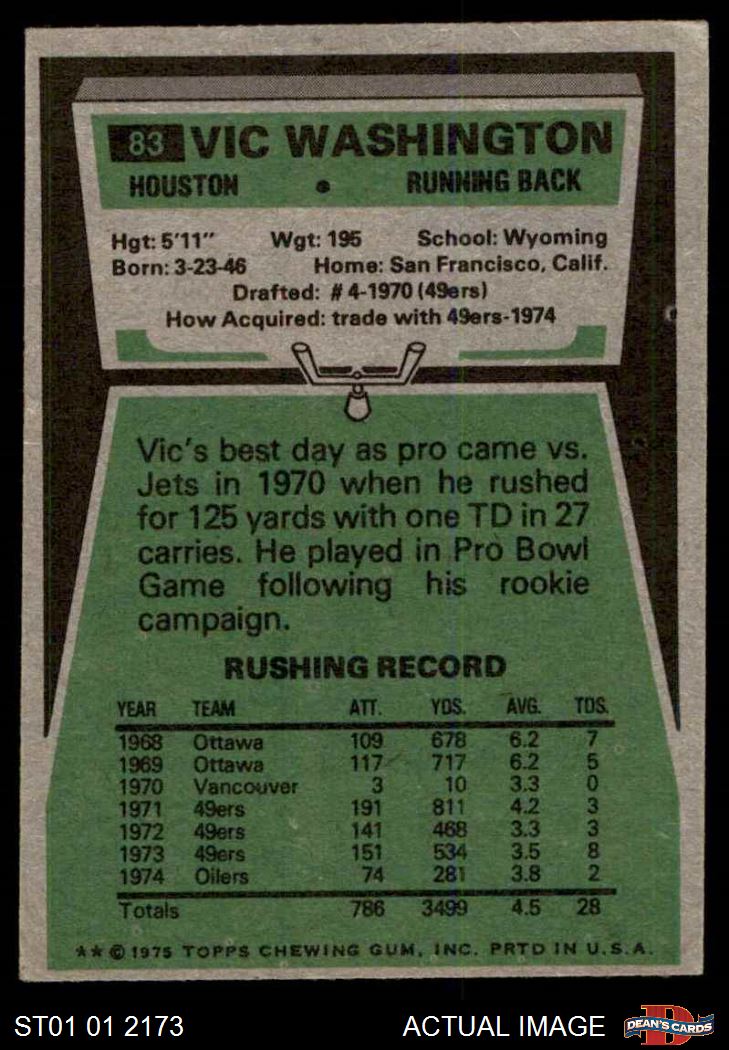 83 VIC WASHINGTON
HOUSTON • RUNNING BACK
Hgt: 5'11" Wgt: 195 School: Wyoming
Born: 3-23-46 Home: San Francisco, Calif.
Drafted: #4-1970 (49ers)
How Acquired: trade with 49ers-1974
Vic's best day as pro came vs.
Jets in 1970 when he rushed
for 125 yards with one TD in 27
carries. He played in Pro Bowl
Game following his rookie
campaign.
RUSHING RECORD
YEAR TEAM ATT. YDS. AVG. TDS.
1968 Ottawa 109 678 6.2 7
1969 Ottawa 117 717 6.2 5
1970 Vancouver 3 10 3.3 0
1971 49ers 191 811 4.2 3
1972 49ers 141 468 3.3 3
1973 49ers 151 534 3.5 8
1974 Oilers 74 281 3.8 2
Totals 786 3499 4.5 28
★★ © 1975 TOPPS CHEWING GUM, INC. PRTD IN U.S.A.
ST01 01 2173 ACTUAL IMAGE DEAN'S CARDS